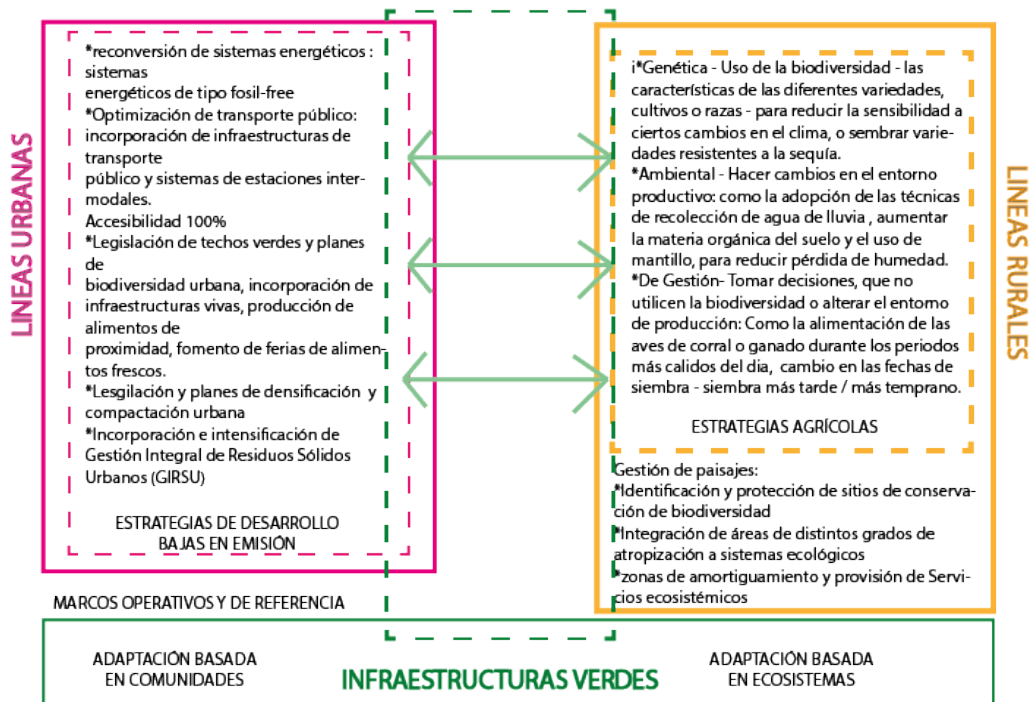 LINEAS URBANAS
*reconversión de sistemas energéticos :
sistemas
energéticos de tipo fosil-free
*Optimización de transporte público:
incorporación de infraestructuras de
transporte
público y sistemas de estaciones inter-
modales.
Accesibilidad 100%
*Legislación de techos verdes y planes
de
biodiversidad urbana, incorporación de
infraestructuras vivas, producción de
alimentos de
proximidad, fomento de ferias de alimen-
tos frescos.
*Lesgilación y planes de densificación y
compactación urbana
*Incorporación e intensificación de
Gestión Integral de Residuos Sólidos
Urbanos (GIRSU)
ESTRATEGIAS DE DESARROLLO
BAJAS EN EMISIÓN
LINEAS RURALES
i*Genética - Uso de la biodiversidad - las
características de las diferentes variedades,
cultivos o razas - para reducir la sensibilidad a
ciertos cambios en el clima, o sembrar varie-
dades resistentes a la sequía.
*Ambiental - Hacer cambios en el entorno
productivo: como la adopción de las técnicas
de recolección de agua de lluvia , aumentar
la materia orgánica del suelo y el uso de
mantillo, para reducir pérdida de humedad.
*De Gestión- Tomar decisiones, que no
utilicen la biodiversidad o alterar el entorno
de producción: Como la alimentación de las
aves de corral o ganado durante los periodos
más calidos del dia, cambio en las fechas de
siembra - siembra más tarde / más temprano.
ESTRATEGIAS AGRÍCOLAS
Gestión de paisajes:
*Identificación y protección de sitios de conserva-
ción de biodiversidad
*Integración de áreas de distintos grados de
atropización a sistemas ecológicos
*zonas de amortiguamiento y provisión de Servi-
cios ecosistémicos
MARCOS OPERATIVOS Y DE REFERENCIA
ADAPTACIÓN BASADA
EN COMUNIDADES
INFRAESTRUCTURAS VERDES
ADAPTACIÓN BASADA
EN ECOSISTEMAS